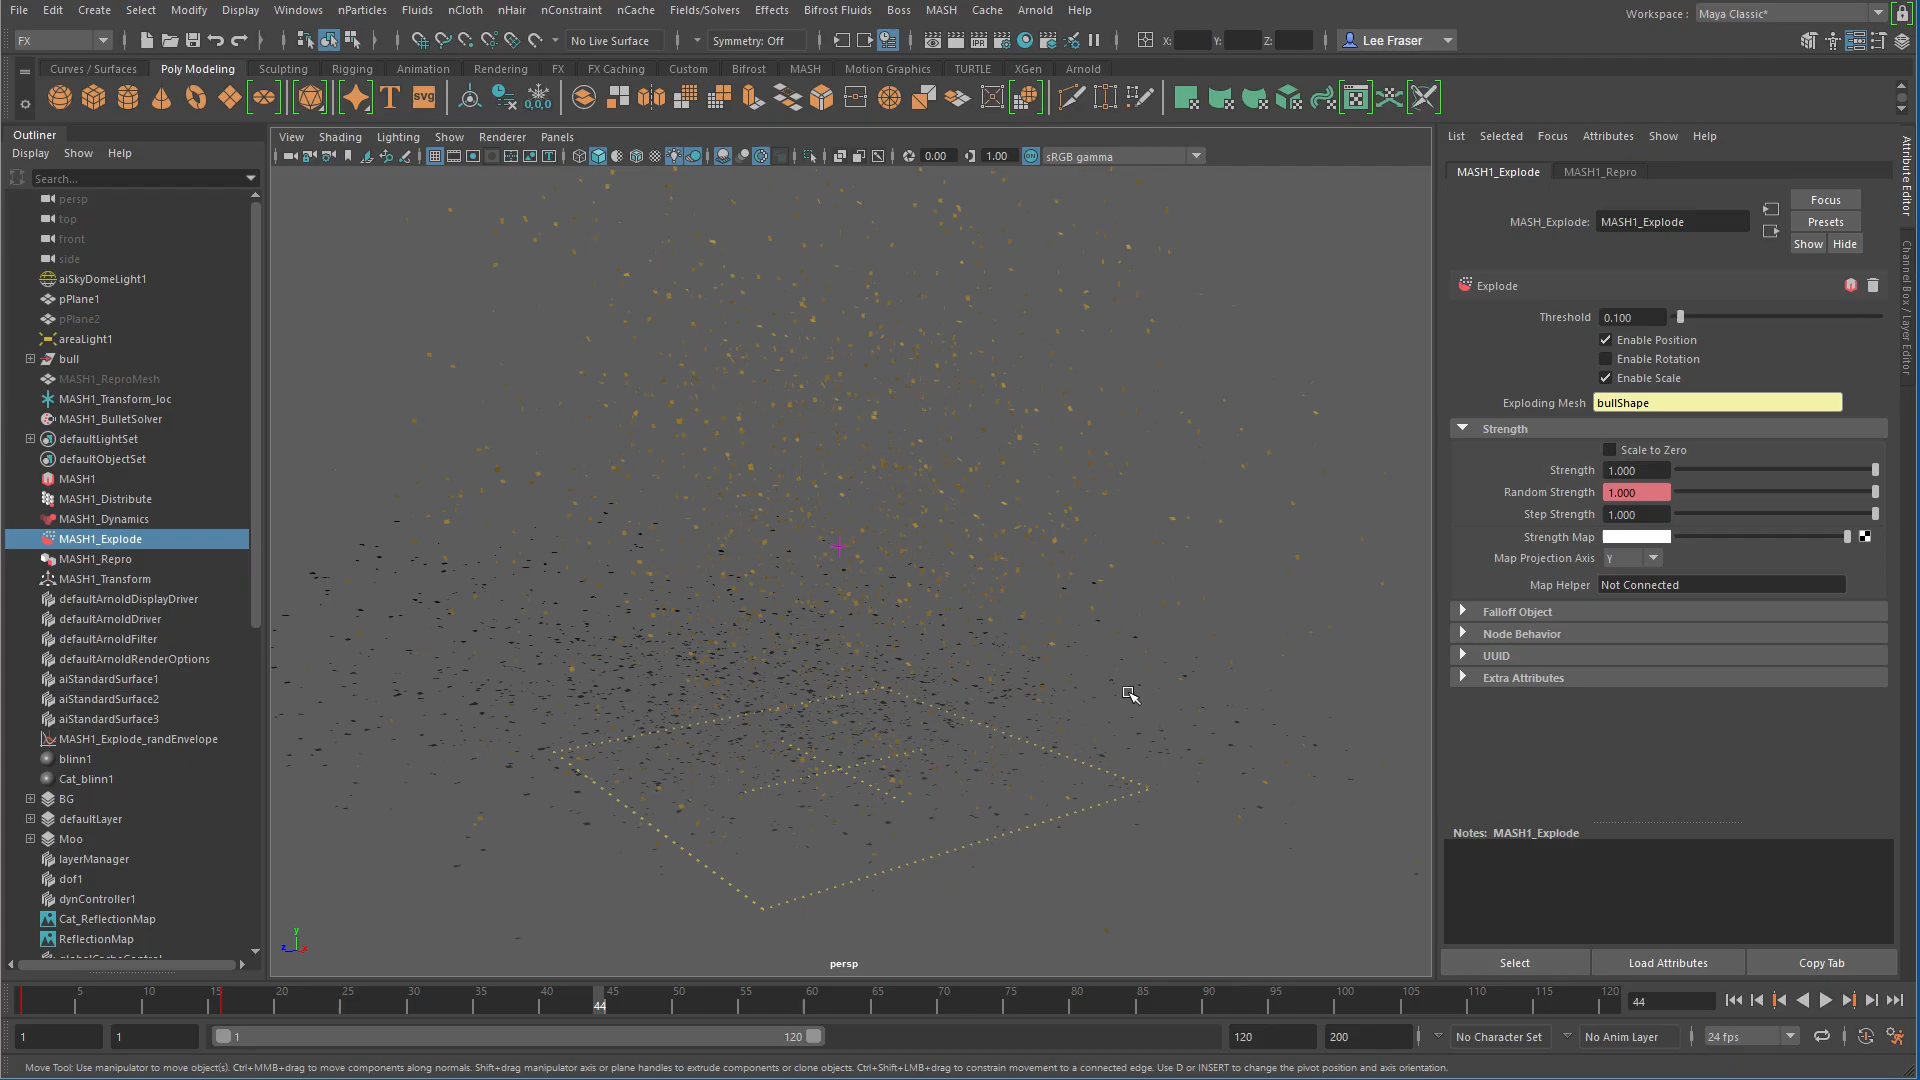 File Edit Create Select Modify Display Windows nParticles Fluids nCloth nHair nConstraint nCache Fields/Solvers Effects Bifrost Fluids Boss MASH Cache Arnold Help
Workspace : Maya Classic*
FX No Live Surface Symmetry: Off X: Y: Z: Lee Fraser
Curves / Surfaces Poly Modeling Sculpting Rigging Animation Rendering FX FX Caching Custom Bifrost MASH Motion Graphics TURTLE XGen Arnold
T svg 0,0,0
Outliner
Display Show Help
Search...
persp
top
front
side
aiSkyDomeLight1
pPlane1
pPlane2
areaLight1
bull
MASH1_ReproMesh
MASH1_Transform_loc
MASH1_BulletSolver
defaultLightSet
defaultObjectSet
MASH1
MASH1_Distribute
MASH1_Dynamics
MASH1_Explode
MASH1_Repro
MASH1_Transform
defaultArnoldDisplayDriver
defaultArnoldDriver
defaultArnoldFilter
defaultArnoldRenderOptions
aiStandardSurface1
aiStandardSurface2
aiStandardSurface3
MASH1_Explode_randEnvelope
blinn1
Cat_blinn1
BG
defaultLayer
Moo
layerManager
dof1
dynController1
Cat_ReflectionMap
ReflectionMap
View Shading Lighting Show Renderer Panels
0.00 1.00 ON sRGB gamma
y
z x
persp
List Selected Focus Attributes Show Help
MASH1_Explode MASH1_Repro
MASH_Explode: MASH1_Explode
Focus
Presets
Show Hide
Explode
Threshold 0.100
Enable Position
Enable Rotation
Enable Scale
Exploding Mesh bullShape
Strength
Scale to Zero
Strength 1.000
Random Strength 1.000
Step Strength 1.000
Strength Map
Map Projection Axis Y
Map Helper Not Connected
Falloff Object
Node Behavior
UUID
Extra Attributes
Notes: MASH1_Explode
Select Load Attributes Copy Tab
Attribute Editor
Channel Box / Layer Editor
5 10 15 20 25 30 35 40 45 50 55 60 65 70 75 80 85 90 95 100 105 110 115 120
44 44
1 1 1 120 120 200 No Character Set No Anim Layer 24 fps
Move Tool: Use manipulator to move object(s). Ctrl+MMB+drag to move components along normals. Shift+drag manipulator axis or plane handles to extrude components or clone objects. Ctrl+Shift+LMB+drag to constrain movement to a connected edge. Use D or INSERT to change the pivot position and axis orientation.